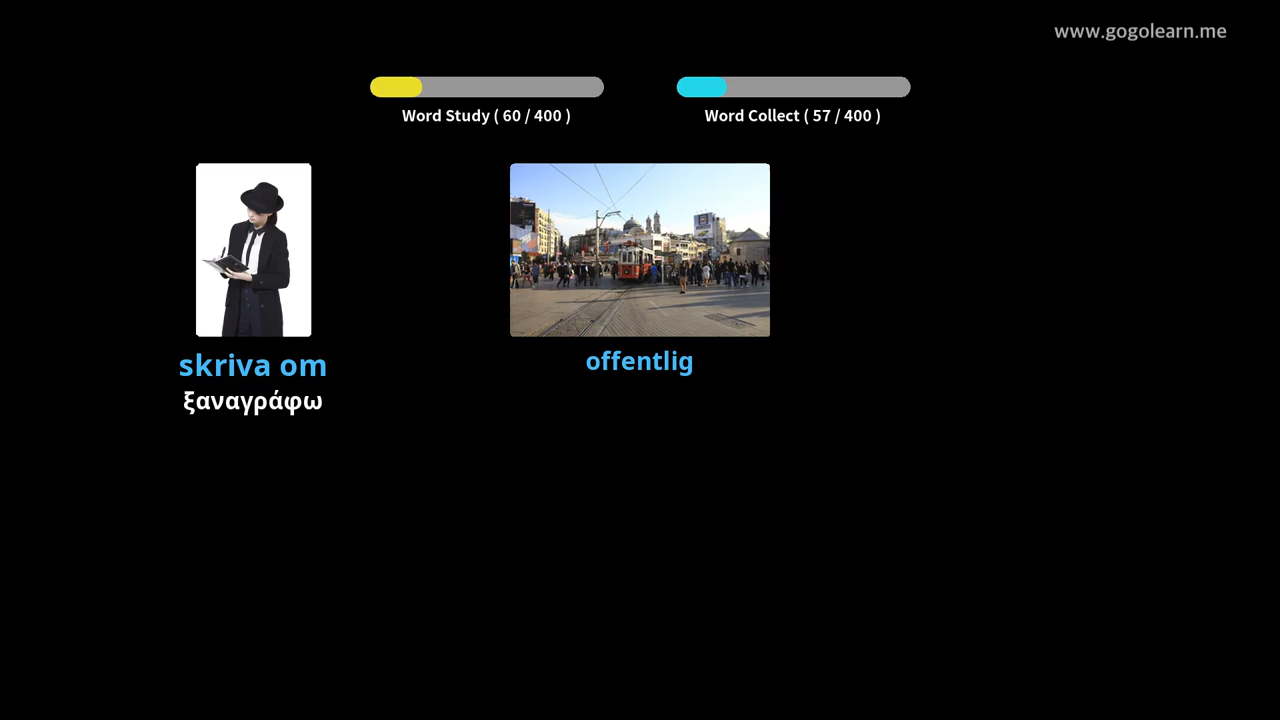 www.gogolearn.me
Word Study ( 60 / 400 )
Word Collect ( 57 / 400 )
skriva om
ξαναγράφω
offentlig